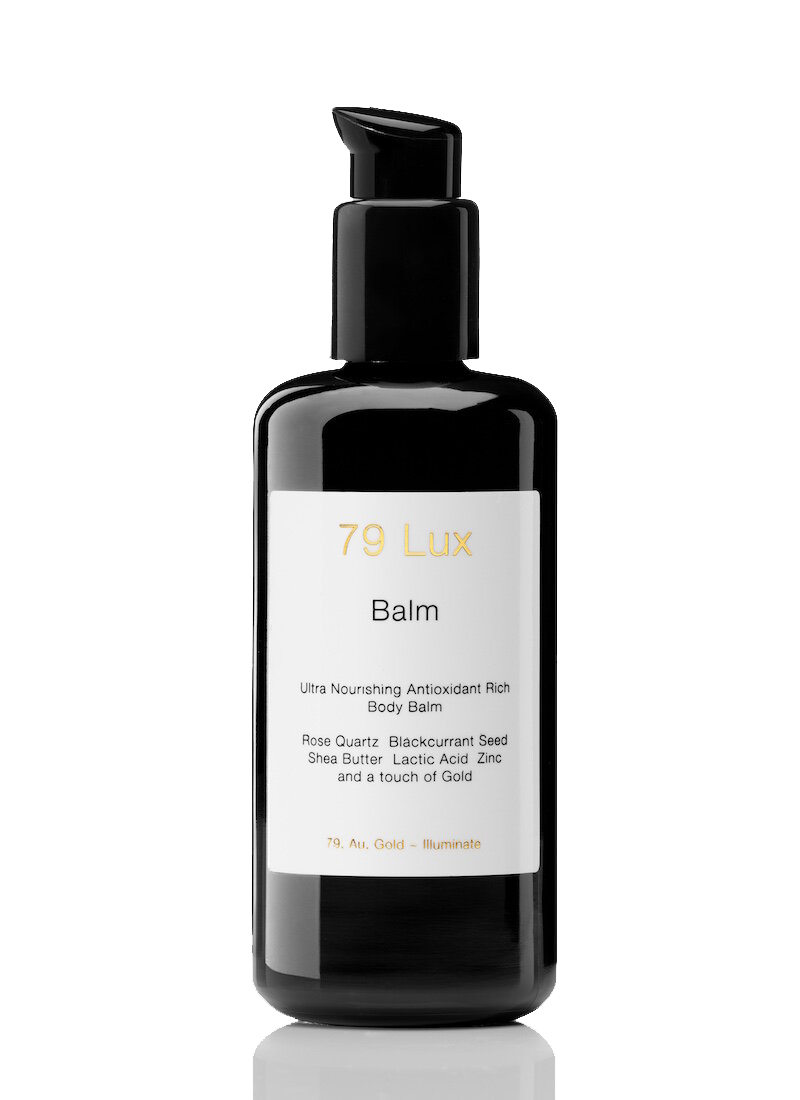 79 Lux
Balm
Ultra Nourishing Antioxidant Rich
Body Balm
Rose Quartz Blackcurrant Seed
Shea Butter Lactic Acid Zinc
and a touch of Gold
79. Au. Gold – Illuminate